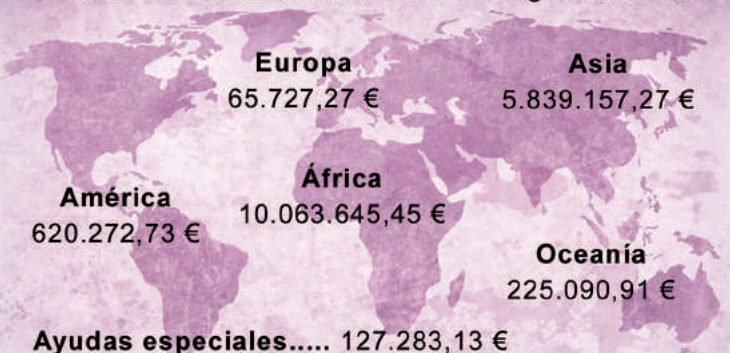 Europa
65.727,27 €
Asia
5.839.157,27 €
África
10.063.645,45 €
América
620.272,73 €
Oceanía
225.090,91 €
Ayudas especiales..... 127.283,13 €